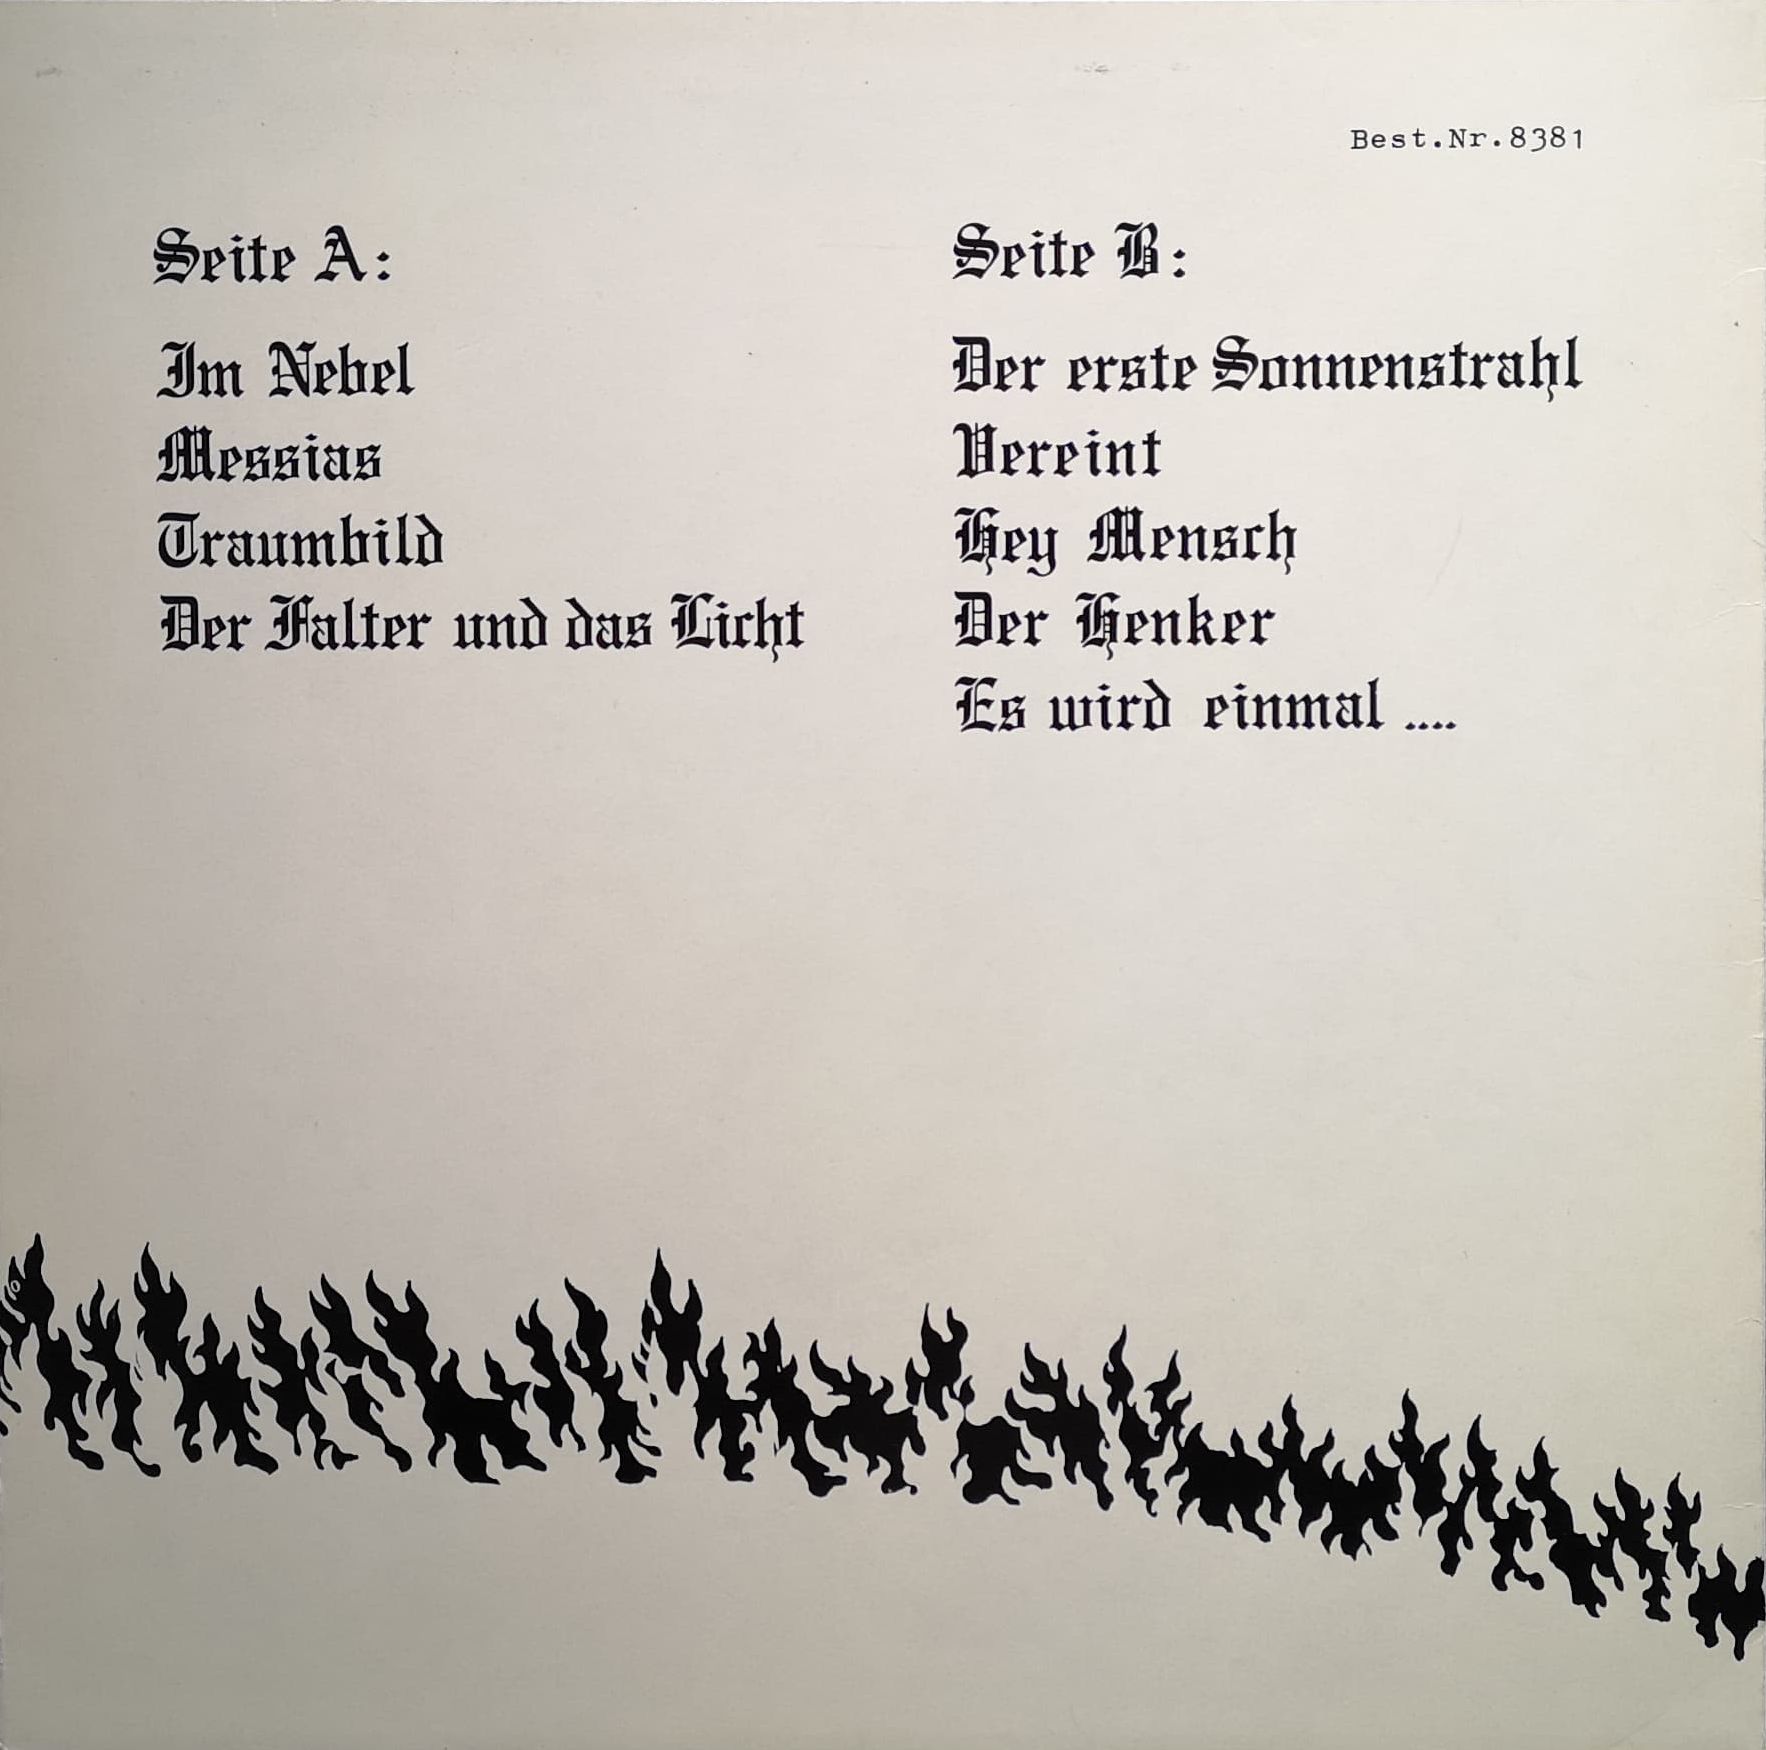 Best.Nr.8381
Seite A:
Im Nebel
Messias
Traumbild
Der Falter und das Licht
Seite B:
Der erste Sonnenstrahl
Vereint
Hey Mensch
Der Henker
Es wird einmal ....